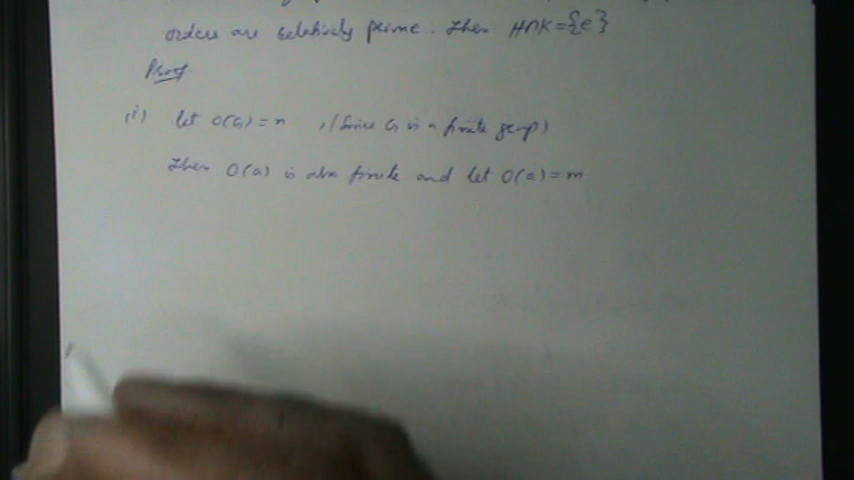 orders are relatively prime. Then H∩K={e}
Proof
(i) let O(G)=n , (Since G is a finite group)
Then O(a) is also finite and let O(a)=m